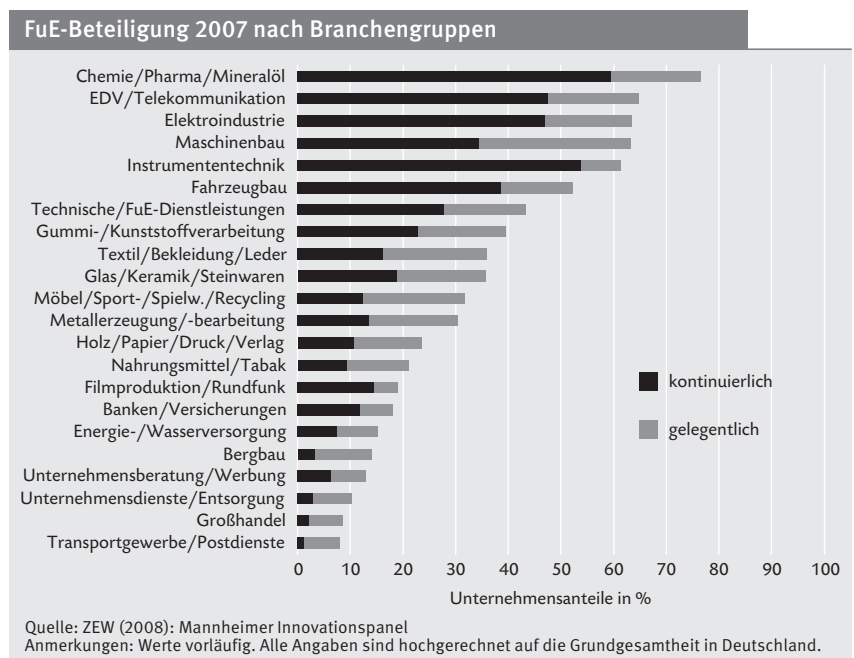 FuE-Beteiligung 2007 nach Branchengruppen
Chemie/Pharma/Mineralöl
EDV/Telekommunikation
Elektroindustrie
Maschinenbau
Instrumententechnik
Fahrzeugbau
Technische/FuE-Dienstleistungen
Gummi-/Kunststoffverarbeitung
Textil/Bekleidung/Leder
Glas/Keramik/Steinwaren
Möbel/Sport-/Spielw./Recycling
Metallerzeugung/-bearbeitung
Holz/Papier/Druck/Verlag
Nahrungsmittel/Tabak
Filmproduktion/Rundfunk
Banken/Versicherungen
Energie-/Wasserversorgung
Bergbau
Unternehmensberatung/Werbung
Unternehmensdienste/Entsorgung
Großhandel
Transportgewerbe/Postdienste
kontinuierlich
gelegentlich
0 10 20 30 40 50 60 70 80 90 100
Unternehmensanteile in %
Quelle: ZEW (2008): Mannheimer Innovationspanel
Anmerkungen: Werte vorläufig. Alle Angaben sind hochgerechnet auf die Grundgesamtheit in Deutschland.